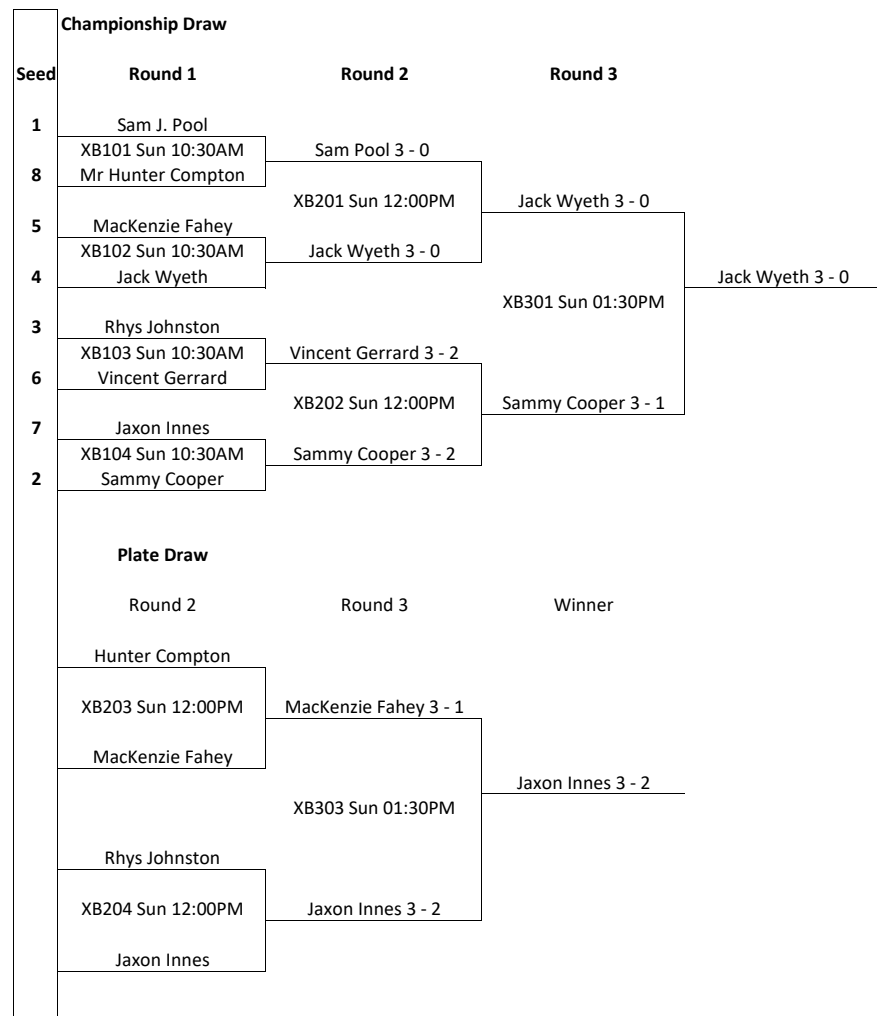 Championship Draw
Seed Round 1 Round 2 Round 3
1 Sam J. Pool
XB101 Sun 10:30AM Sam Pool 3 - 0
8 Mr Hunter Compton
XB201 Sun 12:00PM Jack Wyeth 3 - 0
5 MacKenzie Fahey
XB102 Sun 10:30AM Jack Wyeth 3 - 0
4 Jack Wyeth Jack Wyeth 3 - 0
XB301 Sun 01:30PM
3 Rhys Johnston
XB103 Sun 10:30AM Vincent Gerrard 3 - 2
6 Vincent Gerrard
XB202 Sun 12:00PM Sammy Cooper 3 - 1
7 Jaxon Innes
XB104 Sun 10:30AM Sammy Cooper 3 - 2
2 Sammy Cooper
Plate Draw
Round 2 Round 3 Winner
Hunter Compton
XB203 Sun 12:00PM MacKenzie Fahey 3 - 1
MacKenzie Fahey
Jaxon Innes 3 - 2
XB303 Sun 01:30PM
Rhys Johnston
XB204 Sun 12:00PM Jaxon Innes 3 - 2
Jaxon Innes